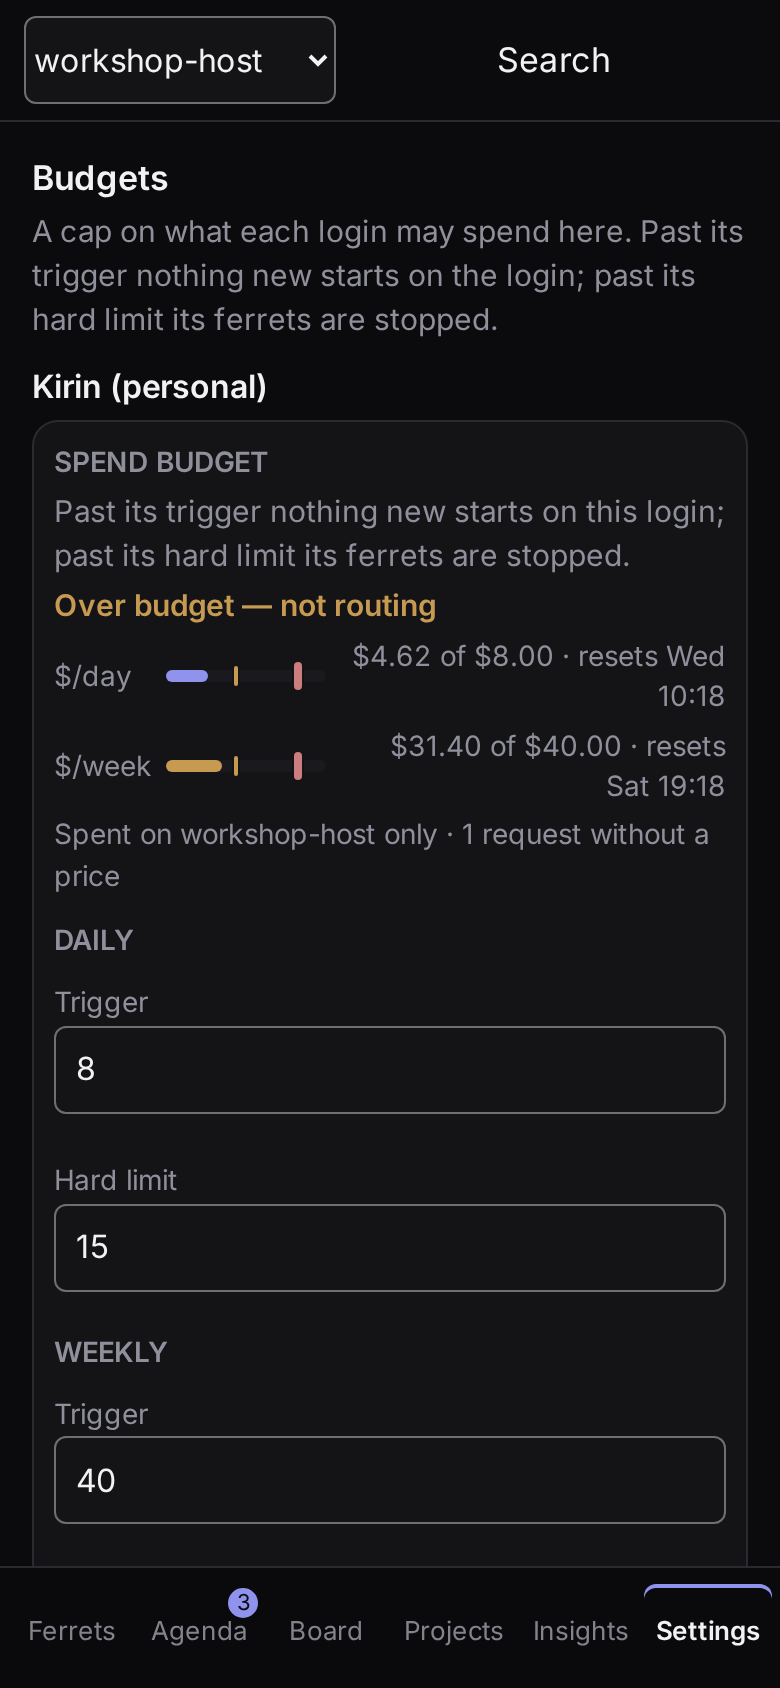 workshop-host
Search
Budgets
A cap on what each login may spend here. Past its
trigger nothing new starts on the login; past its
hard limit its ferrets are stopped.
Kirin (personal)
SPEND BUDGET
Past its trigger nothing new starts on this login;
past its hard limit its ferrets are stopped.
Over budget — not routing
$/day
$4.62 of $8.00 · resets Wed
10:18
$/week
$31.40 of $40.00 · resets
Sat 19:18
Spent on workshop-host only · 1 request without a
price
DAILY
Trigger
8
Hard limit
15
WEEKLY
Trigger
40
3
Ferrets
Agenda
Board
Projects
Insights
Settings